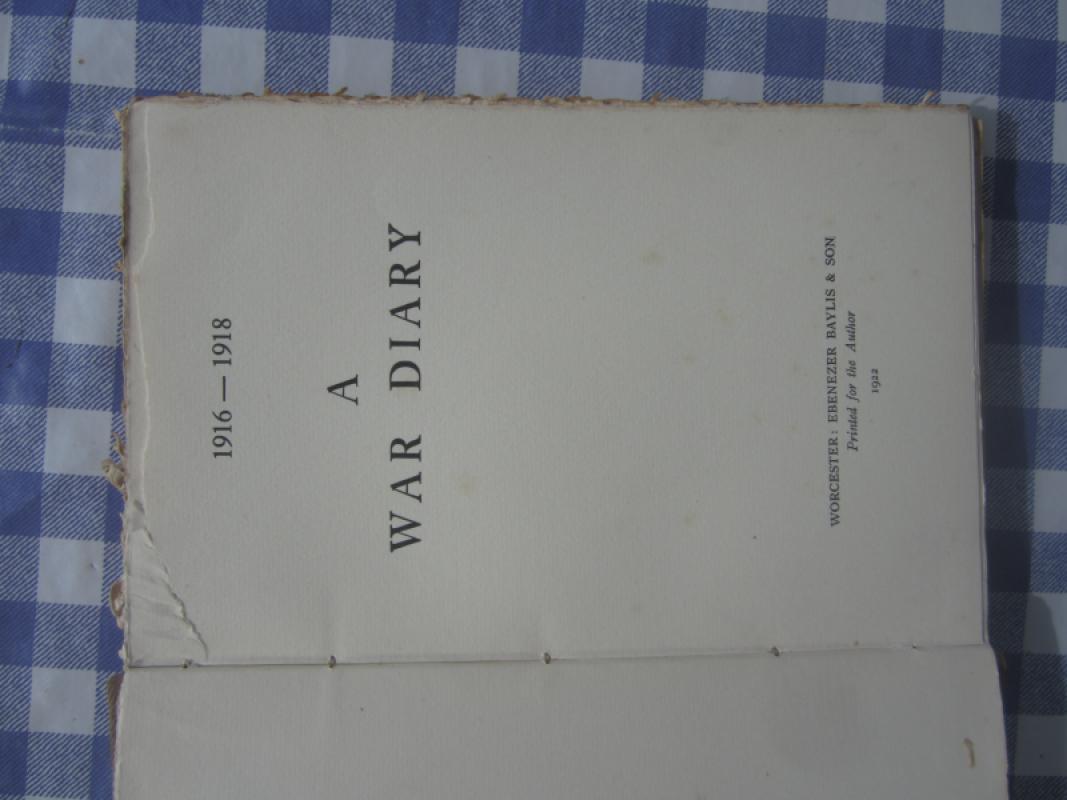 1916 — 1918
A
WAR DIARY
WORCESTER: EBENEZER BAYLIS & SON
Printed for the Author
1922